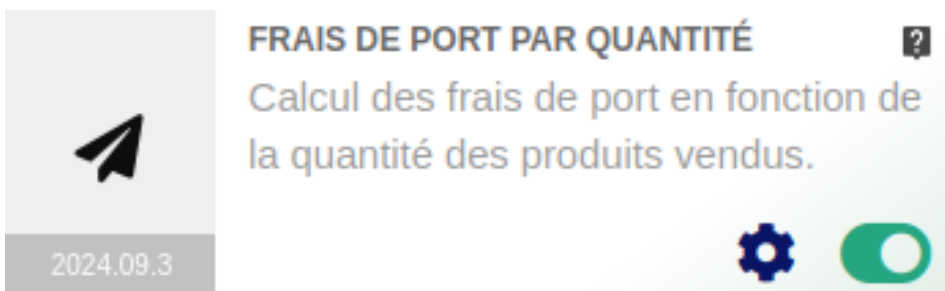 FRAIS DE PORT PAR QUANTITÉ
Calcul des frais de port en fonction de
la quantité des produits vendus.
2024.09.3